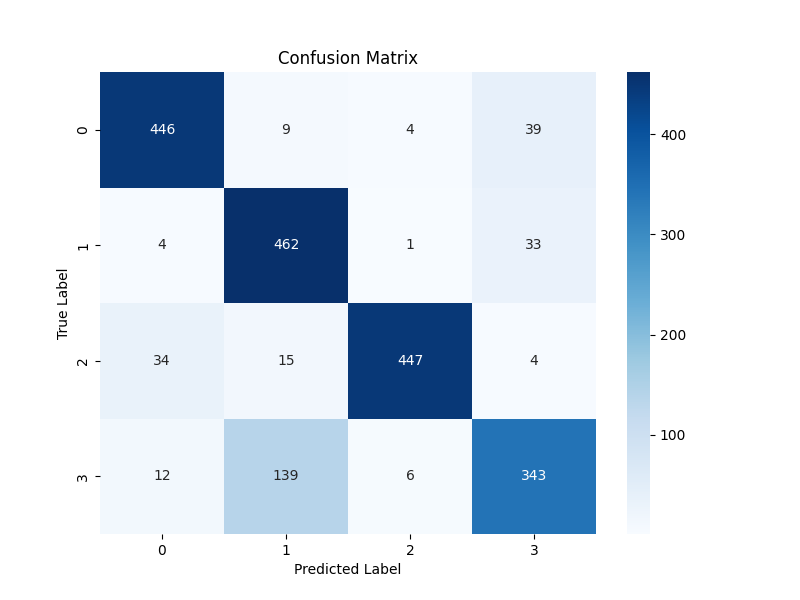 Confusion Matrix
0 446 9 4 39 400
1 4 462 1 33 300
2 34 15 447 4 200
3 12 139 6 343 100
0 1 2 3
True Label
Predicted Label